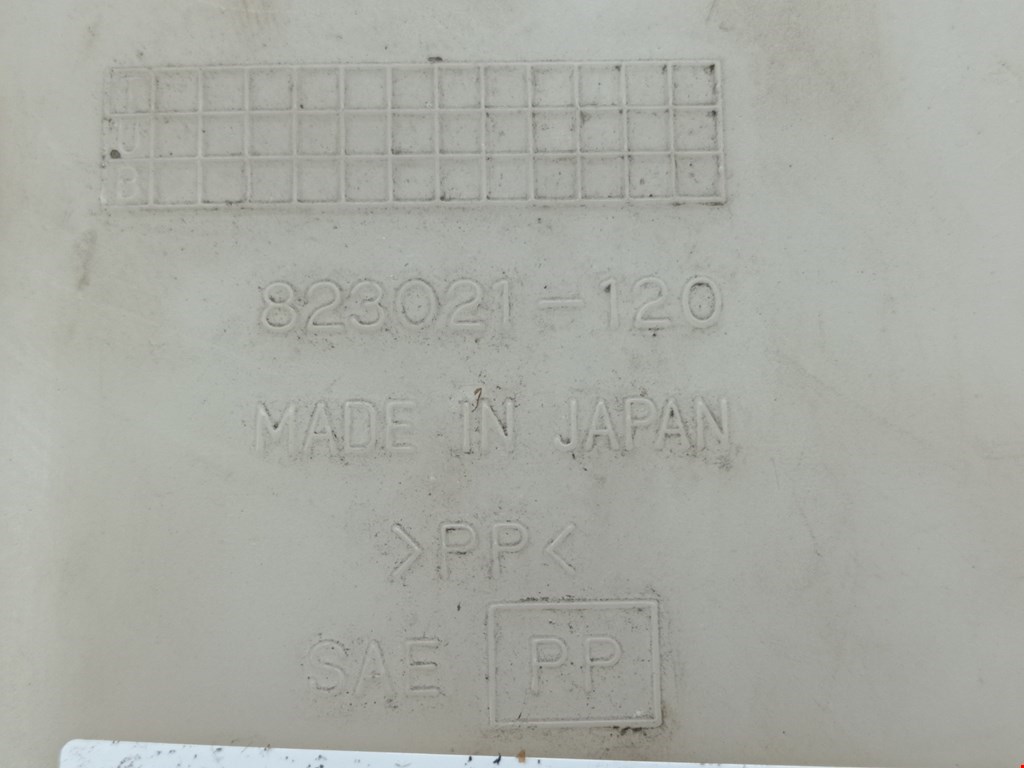 823021-120
MADE IN JAPAN
>PP<
SAE PP